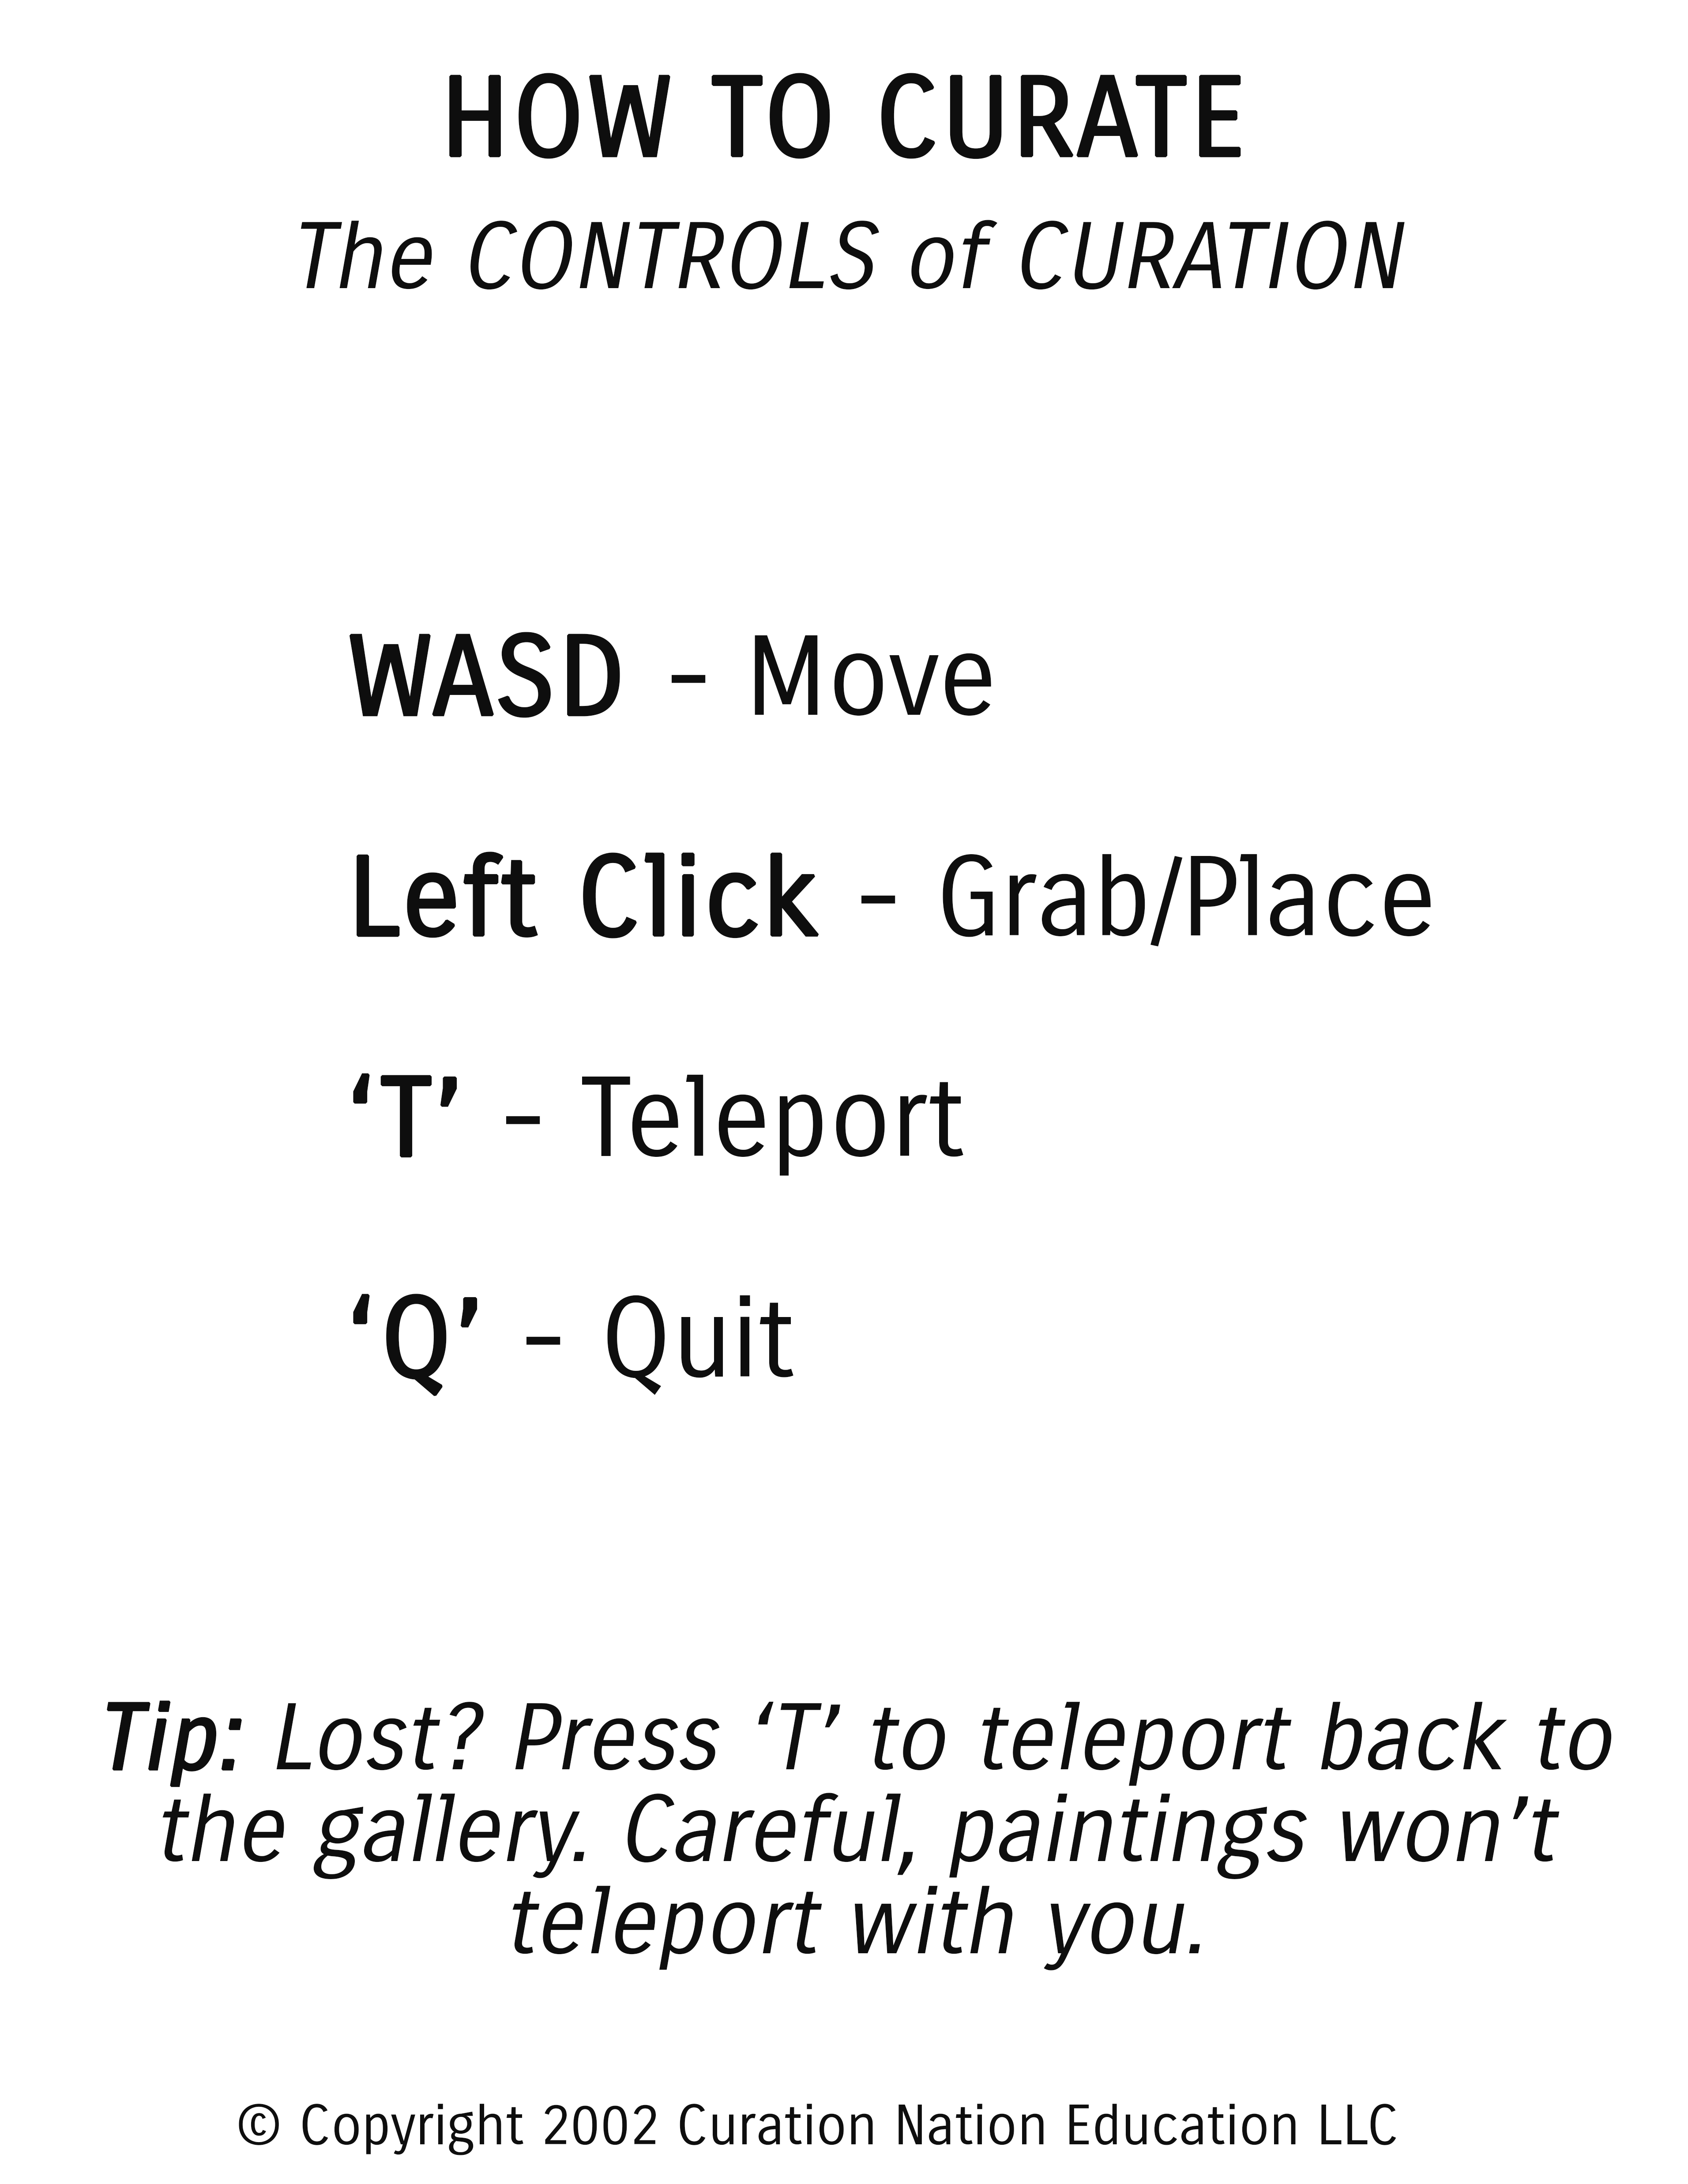 HOW TO CURATE
The CONTROLS of CURATION
WASD - Move
Left Click - Grab/Place
‘T’ - Teleport
‘Q’ - Quit
Tip: Lost? Press ‘T’ to teleport back to
the gallery. Careful, paintings won’t
teleport with you.
© Copyright 2002 Curation Nation Education LLC